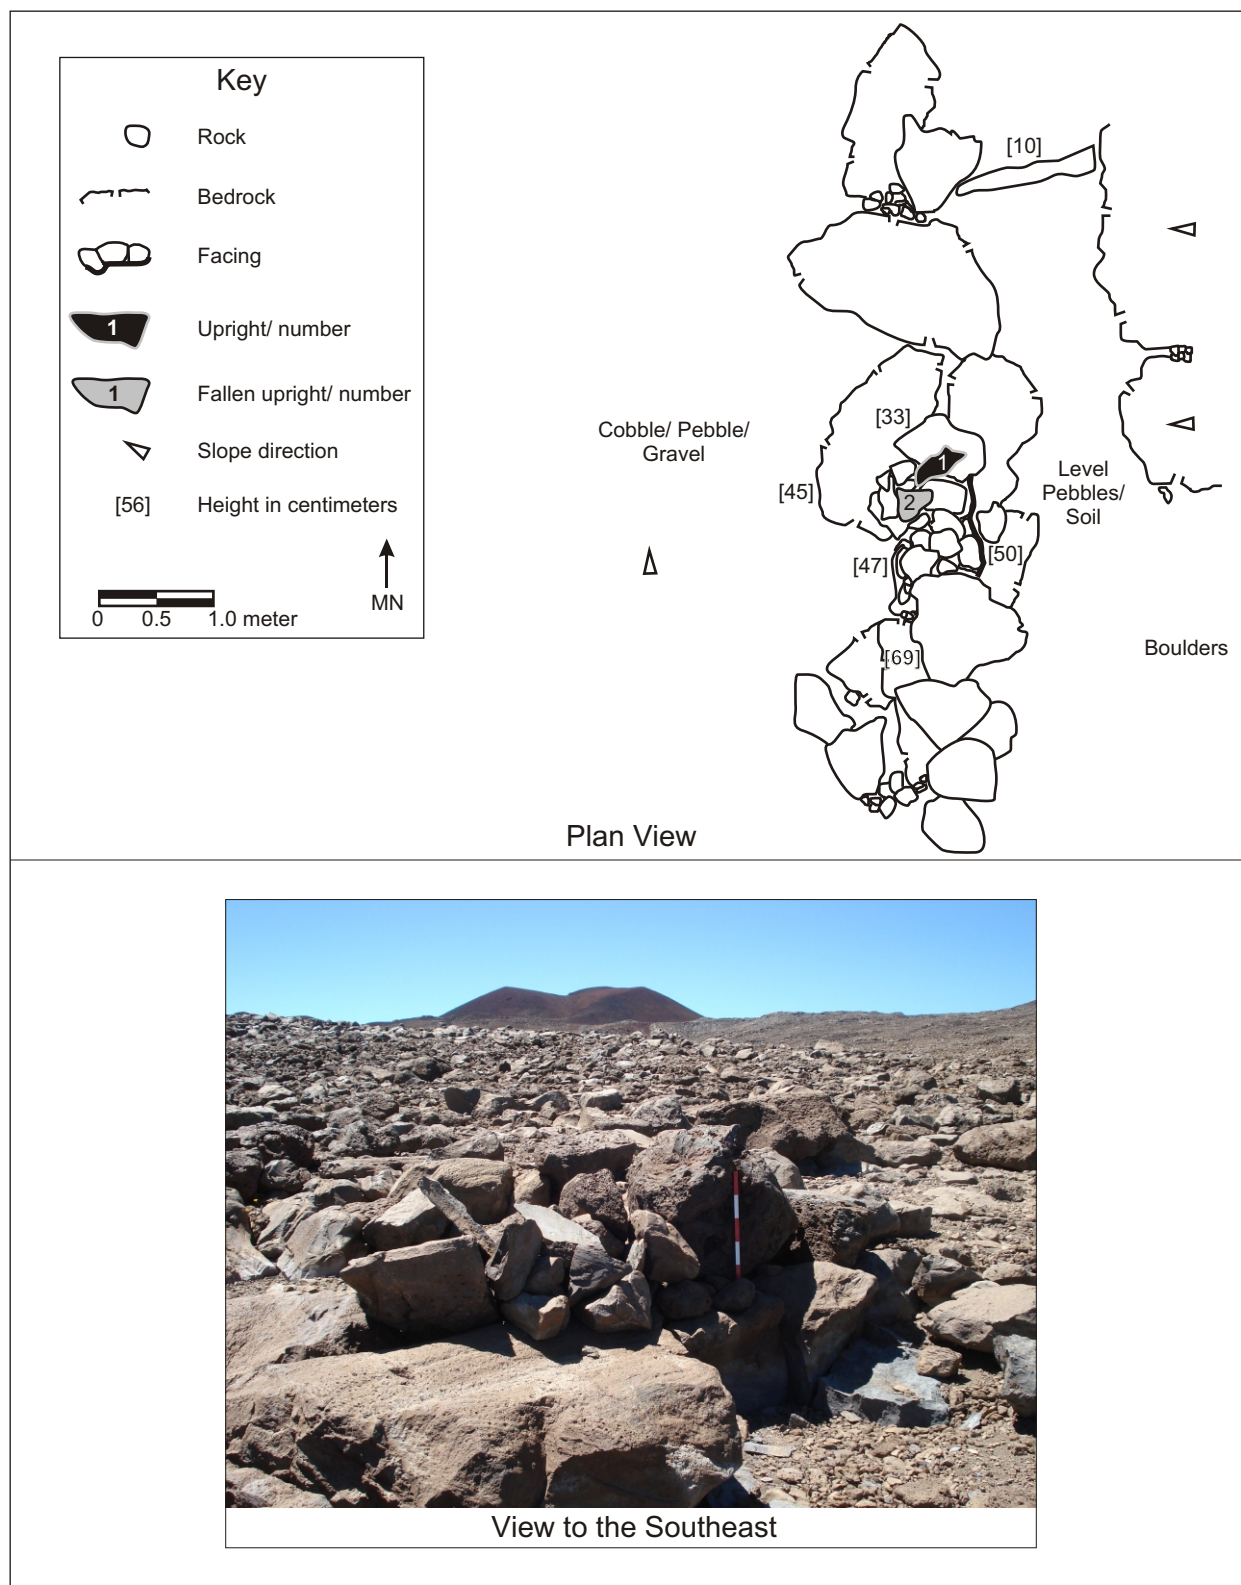 Key
Rock
Bedrock
Facing
1
Upright/ number
1
Fallen upright/ number
Slope direction
[56]
Height in centimeters
MN
0 0.5 1.0 meter
[10]
[33]
Cobble/ Pebble/
Gravel
1
Level
Pebbles/
Soil
[45]
2
[47]
[50]
[69]
Boulders
Plan View
View to the Southeast